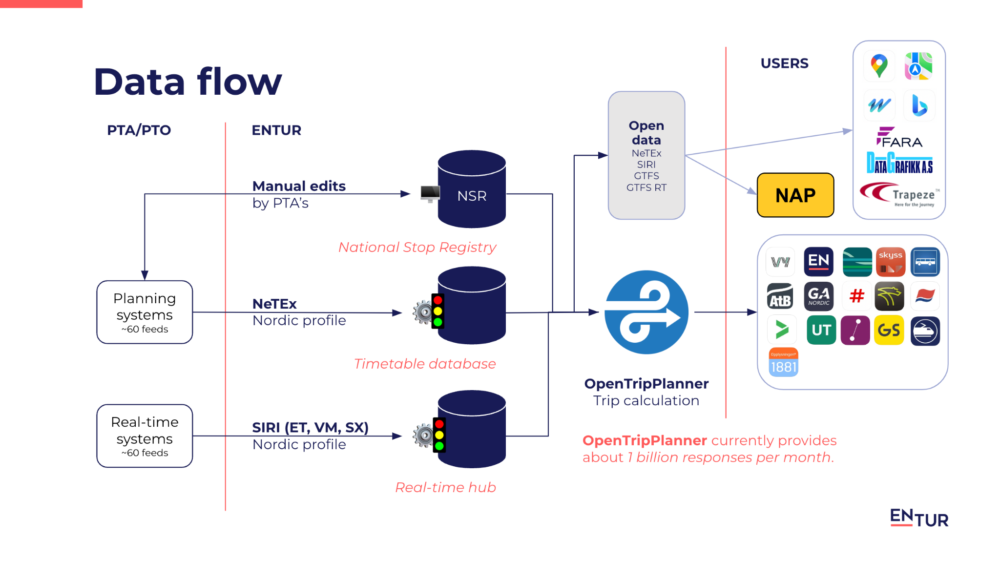 Data flow
PTA/PTO
ENTUR
USERS
Manual edits
by PTA’s
NSR
National Stop Registry
Planning
systems
~60 feeds
NeTEx
Nordic profile
Timetable database
Real-time
systems
~60 feeds
SIRI (ET, VM, SX)
Nordic profile
Real-time hub
Open
data
NeTEx
SIRI
GTFS
GTFS RT
OpenTripPlanner
Trip calculation
OpenTripPlanner currently provides
about 1 billion responses per month.
NAP
FARA
DATAGRAFIKK A.S
Trapeze™
Here for the journey
VY
EN
skyss
AtB
GA
NORDIC
#
UT
GS
Opplysningen®
1881
ENTUR